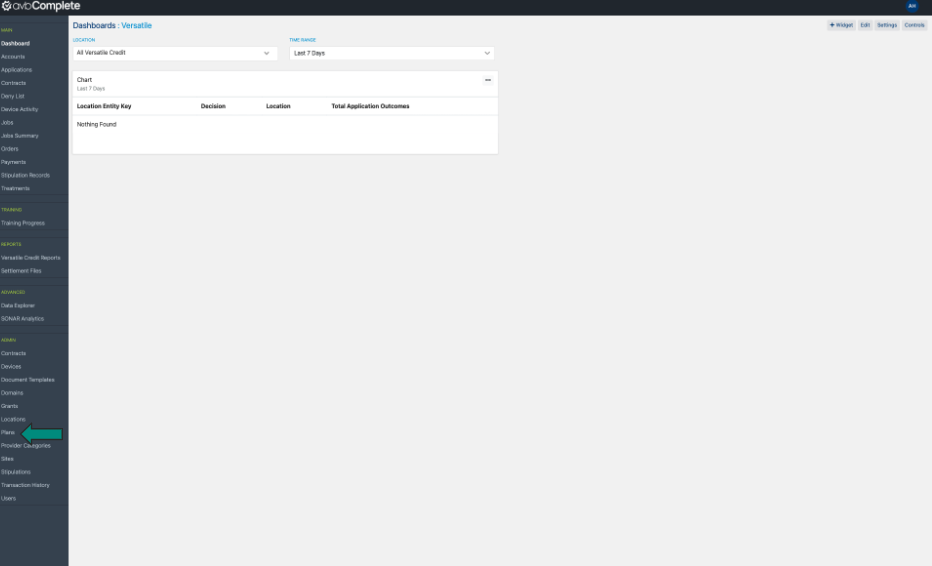 avbComplete
AH
MAIN
Dashboard
Accounts
Applications
Contracts
Deny List
Device Activity
Jobs
Jobs Summary
Orders
Payments
Stipulation Records
Treatments
TRAINING
Training Progress
REPORTS
Versatile Credit Reports
Settlement Files
ADVANCED
Data Explorer
SONAR Analytics
ADMIN
Contracts
Devices
Document Templates
Domains
Grants
Locations
Plans
Provider Categories
Sites
Stipulations
Transaction History
Users
Dashboards : Versatile
+ Widget Edit Settings Controls
LOCATION TIME RANGE
All Versatile Credit Last 7 Days
Chart
Last 7 Days
Location Entity Key Decision Location Total Application Outcomes
Nothing Found